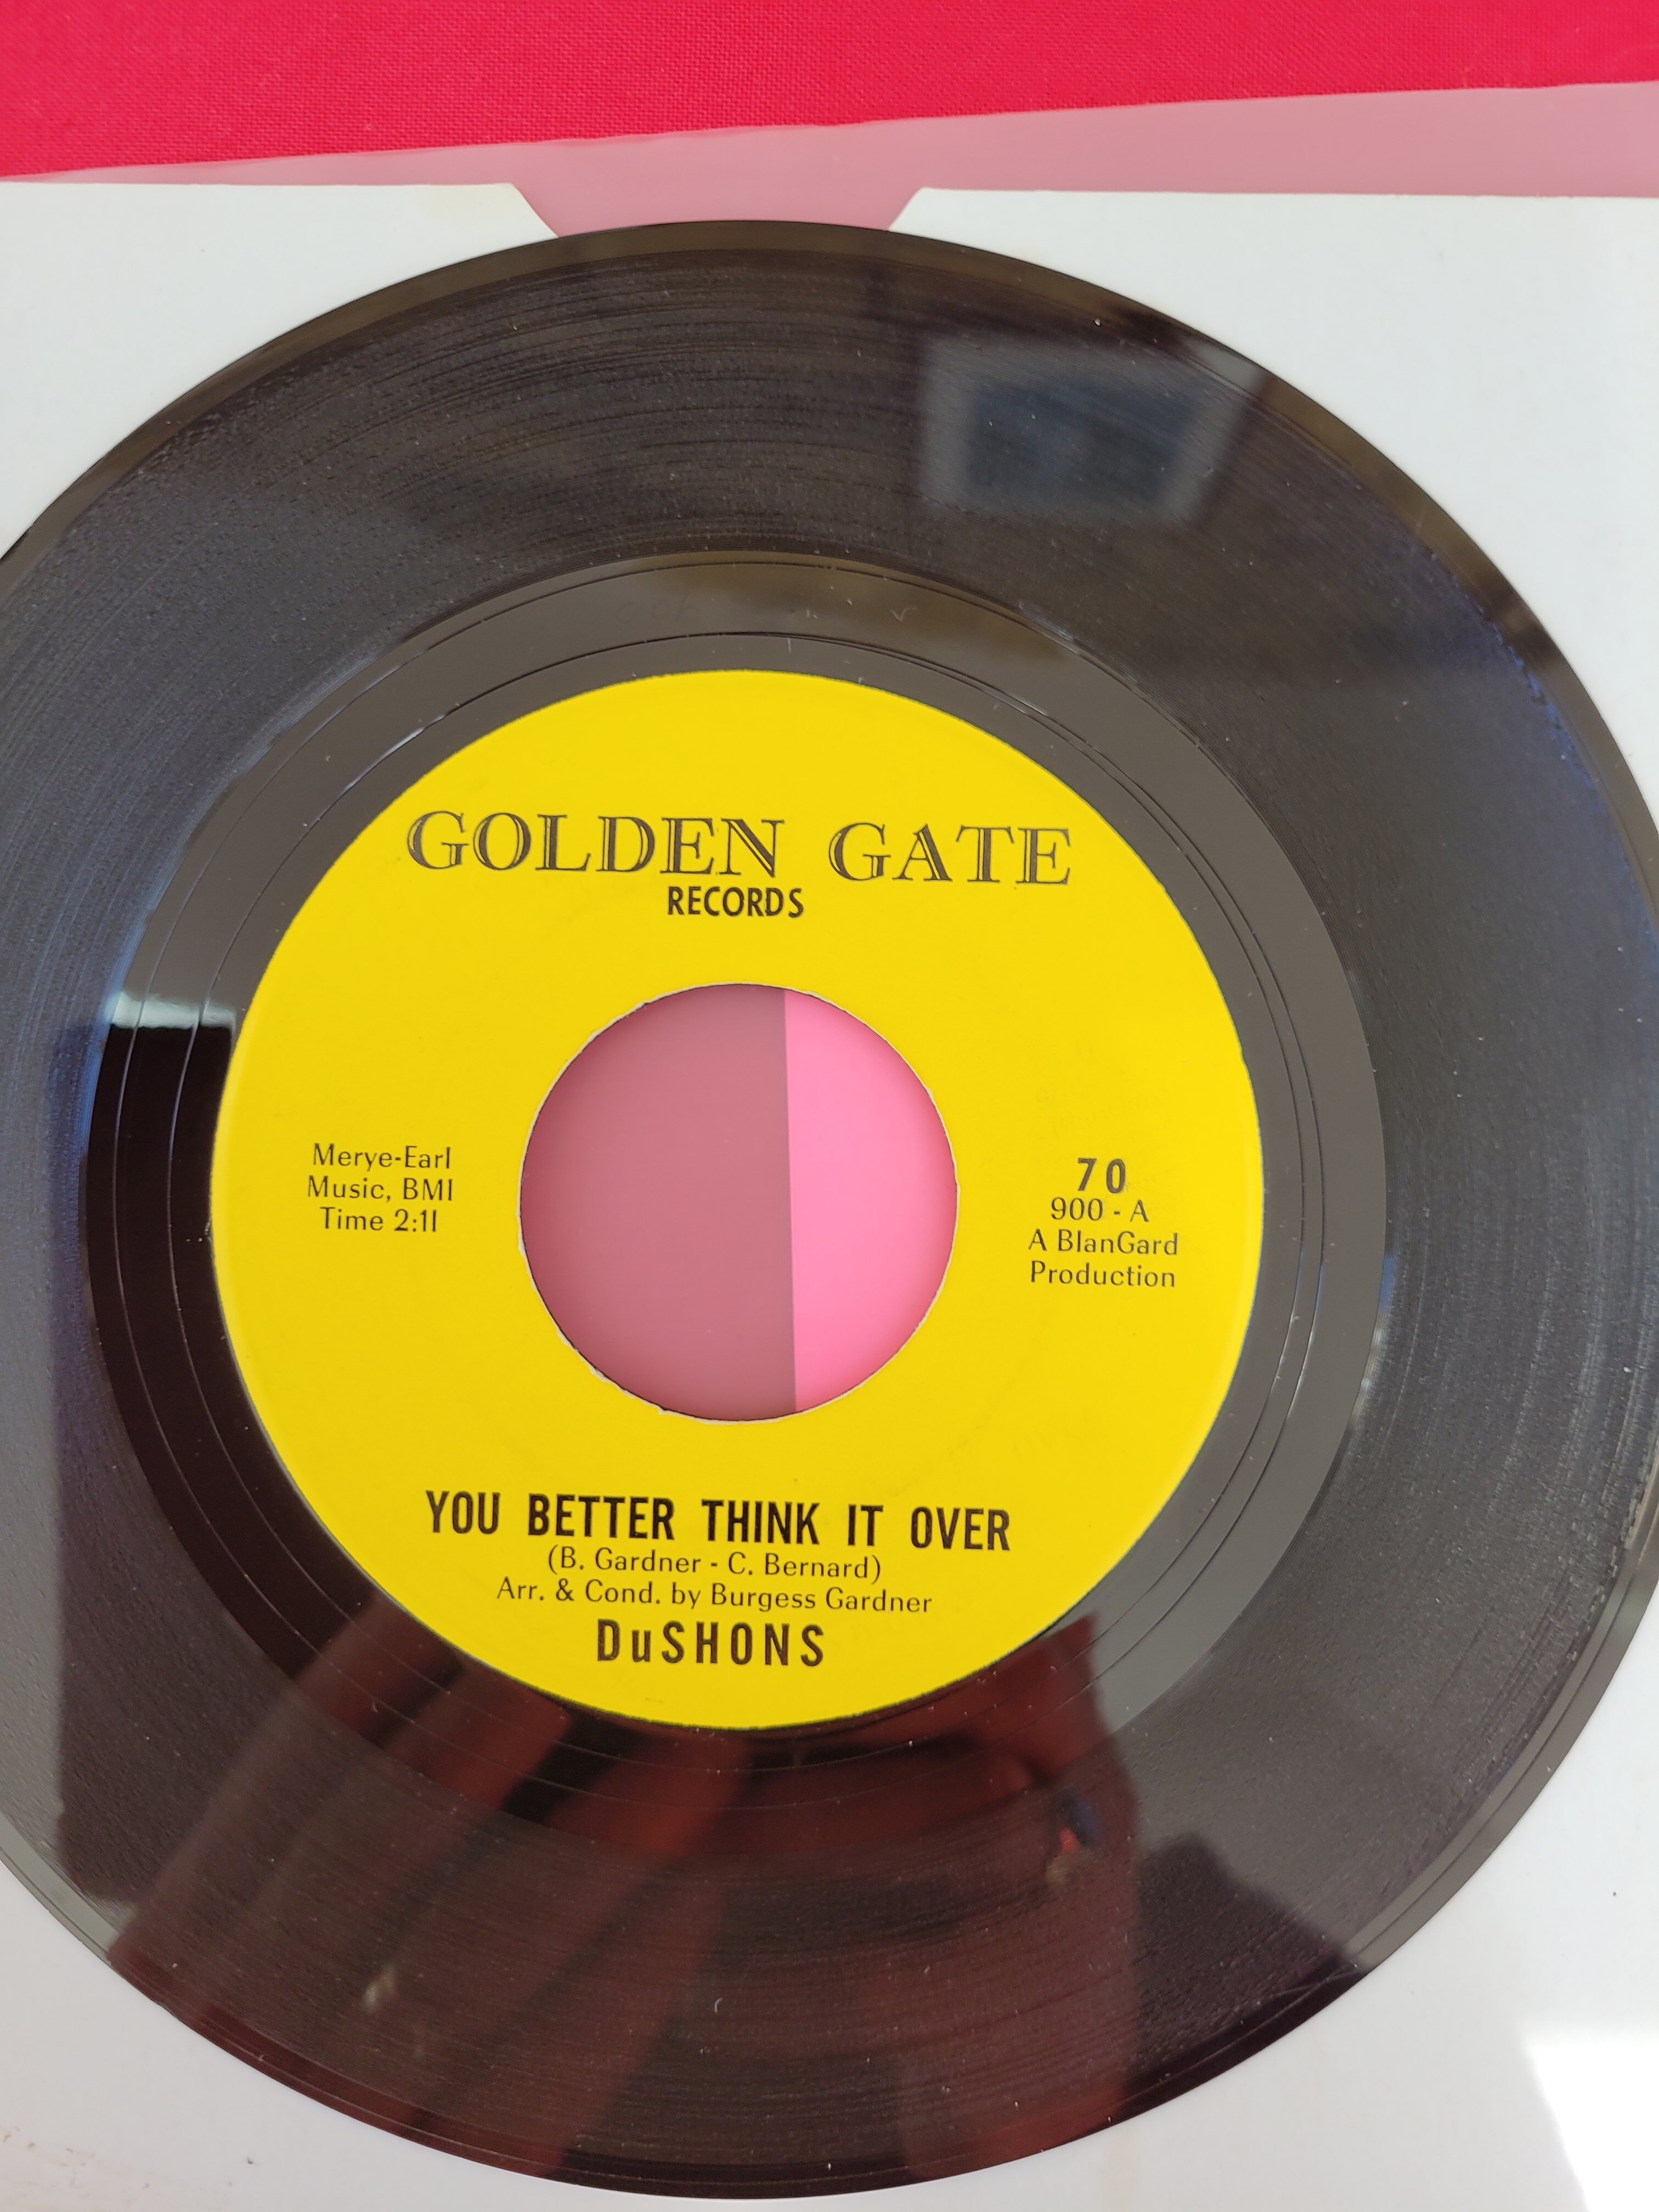 GOLDEN GATE
RECORDS
Merye-Earl
Music, BMI
Time 2:11
70
900 - A
A BlanGard
Production
YOU BETTER THINK IT OVER
(B. Gardner - C. Bernard)
Arr. & Cond. by Burgess Gardner
DuSHONS